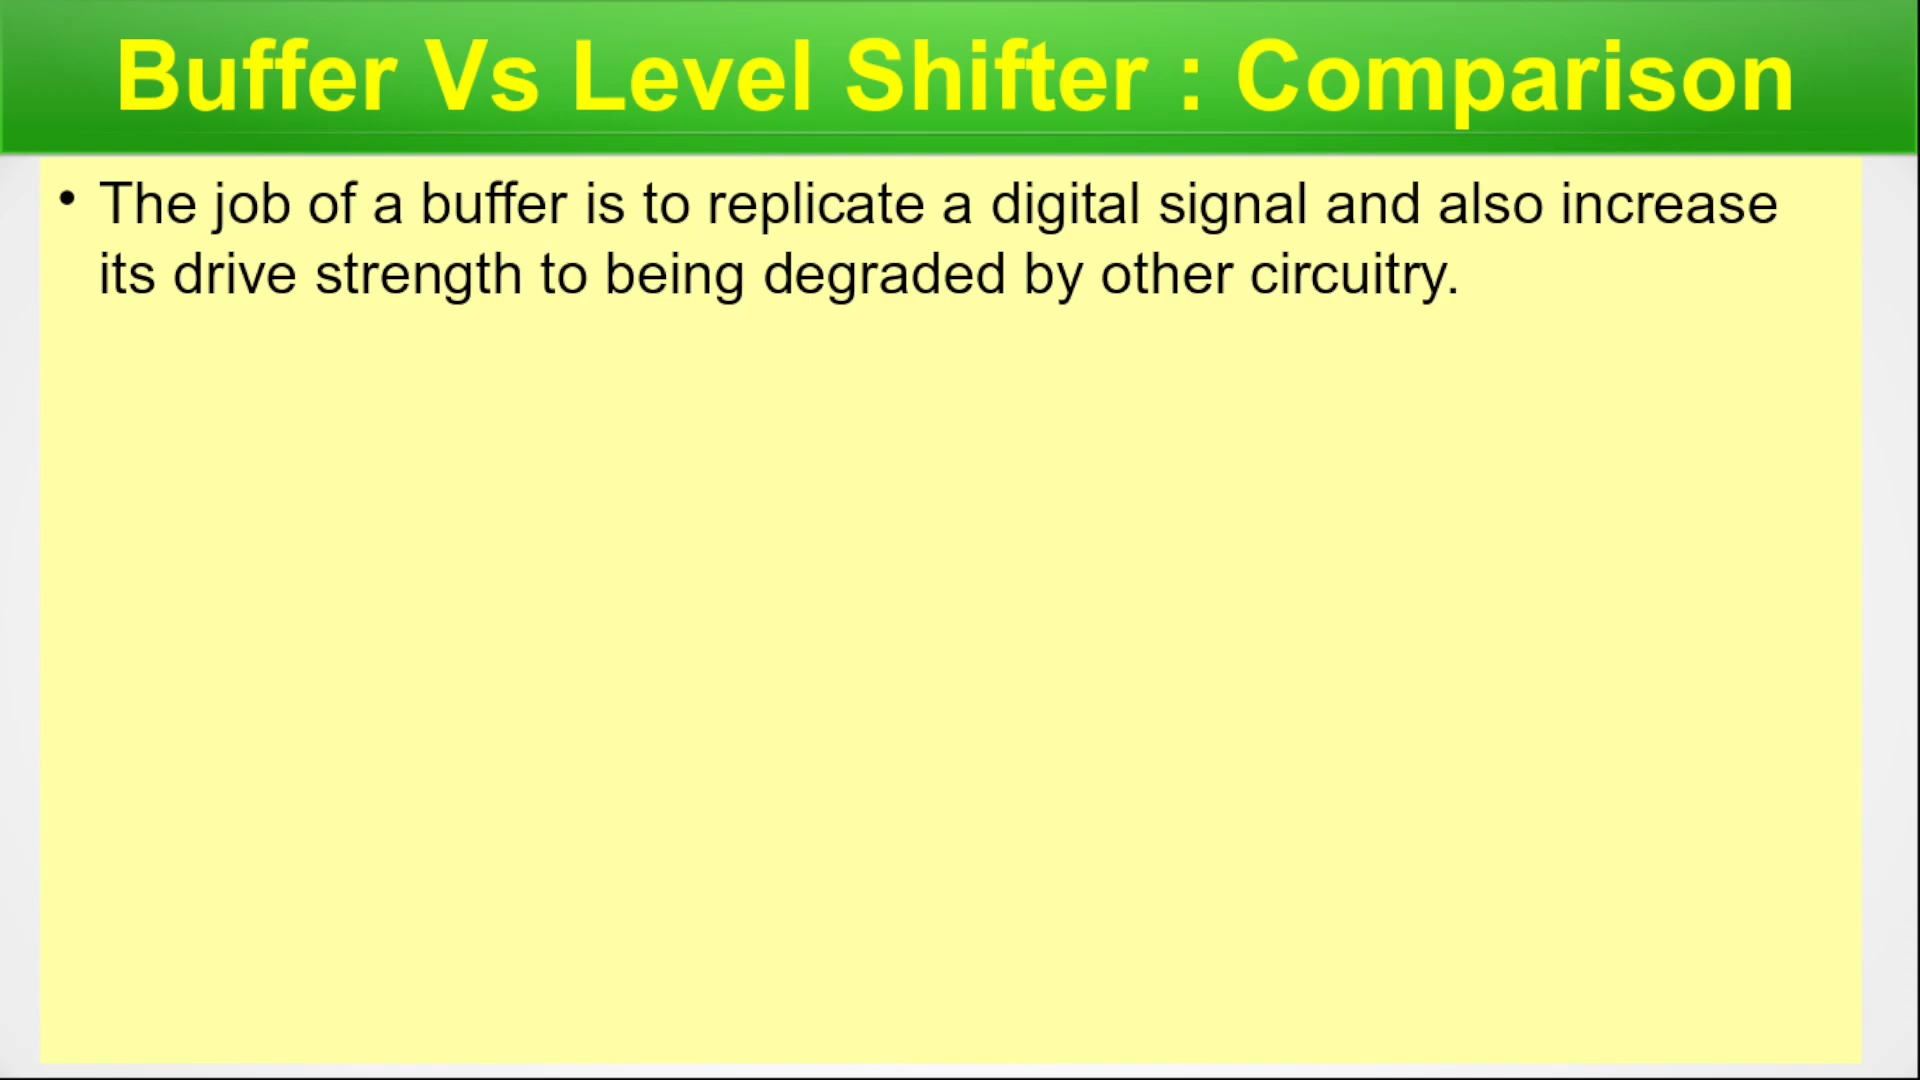 Buffer Vs Level Shifter : Comparison
• The job of a buffer is to replicate a digital signal and also increase
its drive strength to being degraded by other circuitry.